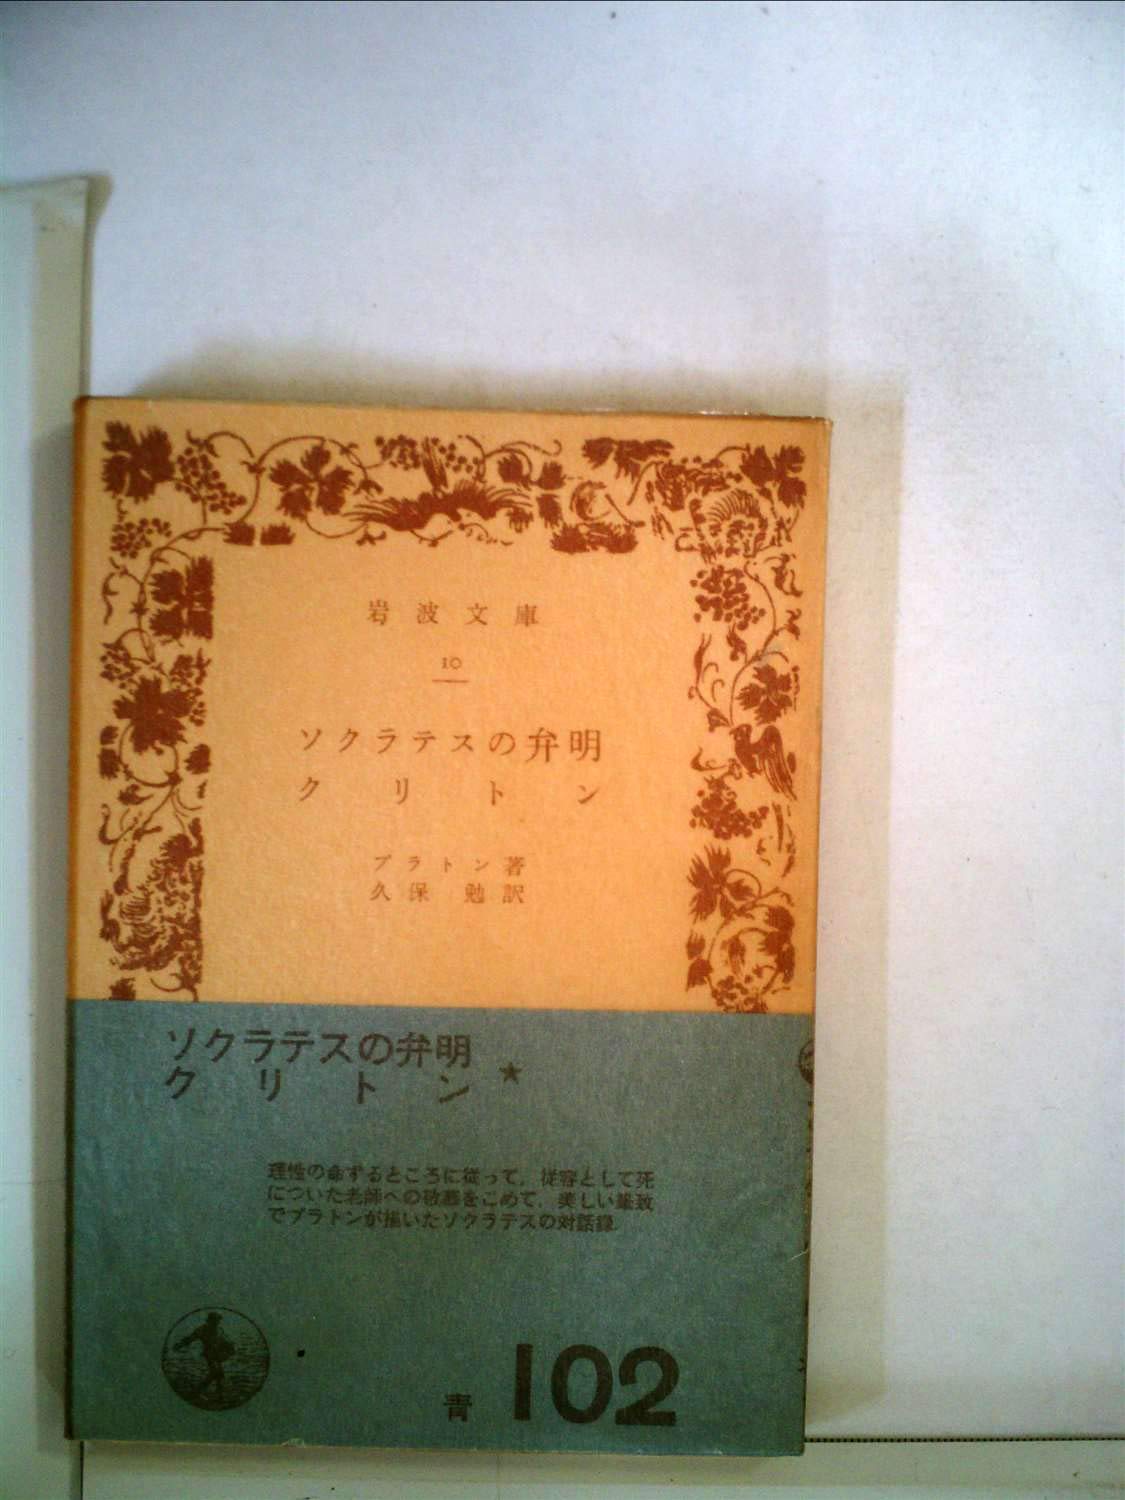 岩波文庫
10
ソクラテスの弁明
クリトン
プラトン著
久保 勉訳
ソクラテスの弁明
クリトン ★
理性の命ずるところに従って，従容として死
についた老師への敬慕をこめて，美しい筆致
でプラトンが描いたソクラテスの対話録．
青 102